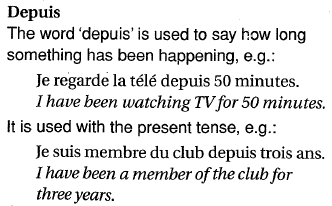 Depuis
The word ‘depuis’ is used to say how long
something has been happening, e.g.:
Je regarde la télé depuis 50 minutes.
I have been watching TV for 50 minutes.
It is used with the present tense, e.g.:
Je suis membre du club depuis trois ans.
I have been a member of the club for
three years.